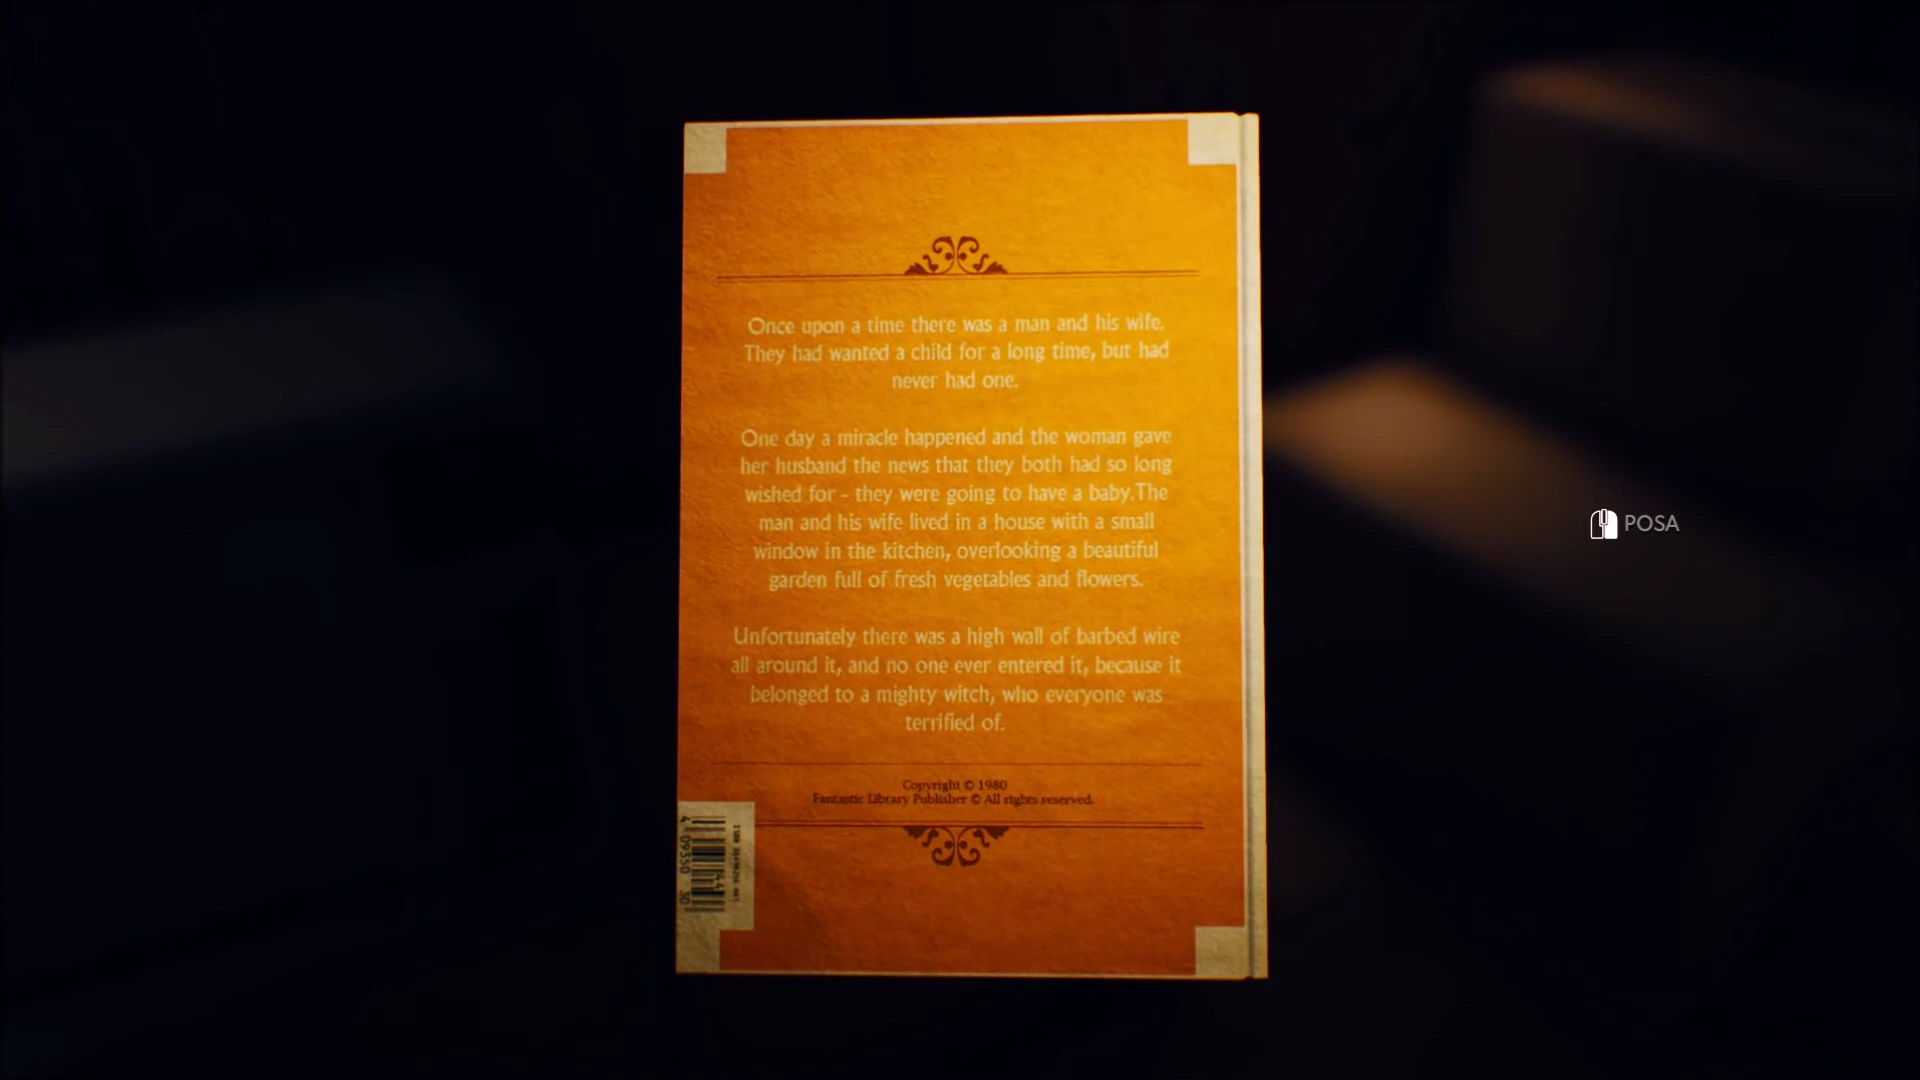 Once upon a time there was a man and his wife.
They had wanted a child for a long time, but had
never had one.
One day a miracle happened and the woman gave
her husband the news that they both had so long
wished for - they were going to have a baby.The
man and his wife lived in a house with a small
window in the kitchen, overlooking a beautiful
garden full of fresh vegetables and flowers.
Unfortunately there was a high wall of barbed wire
all around it, and no one ever entered it, because it
belonged to a mighty witch, who everyone was
terrified of.
Copyright © 1980
Fantastic Library Publisher © All rights reserved.
POSA